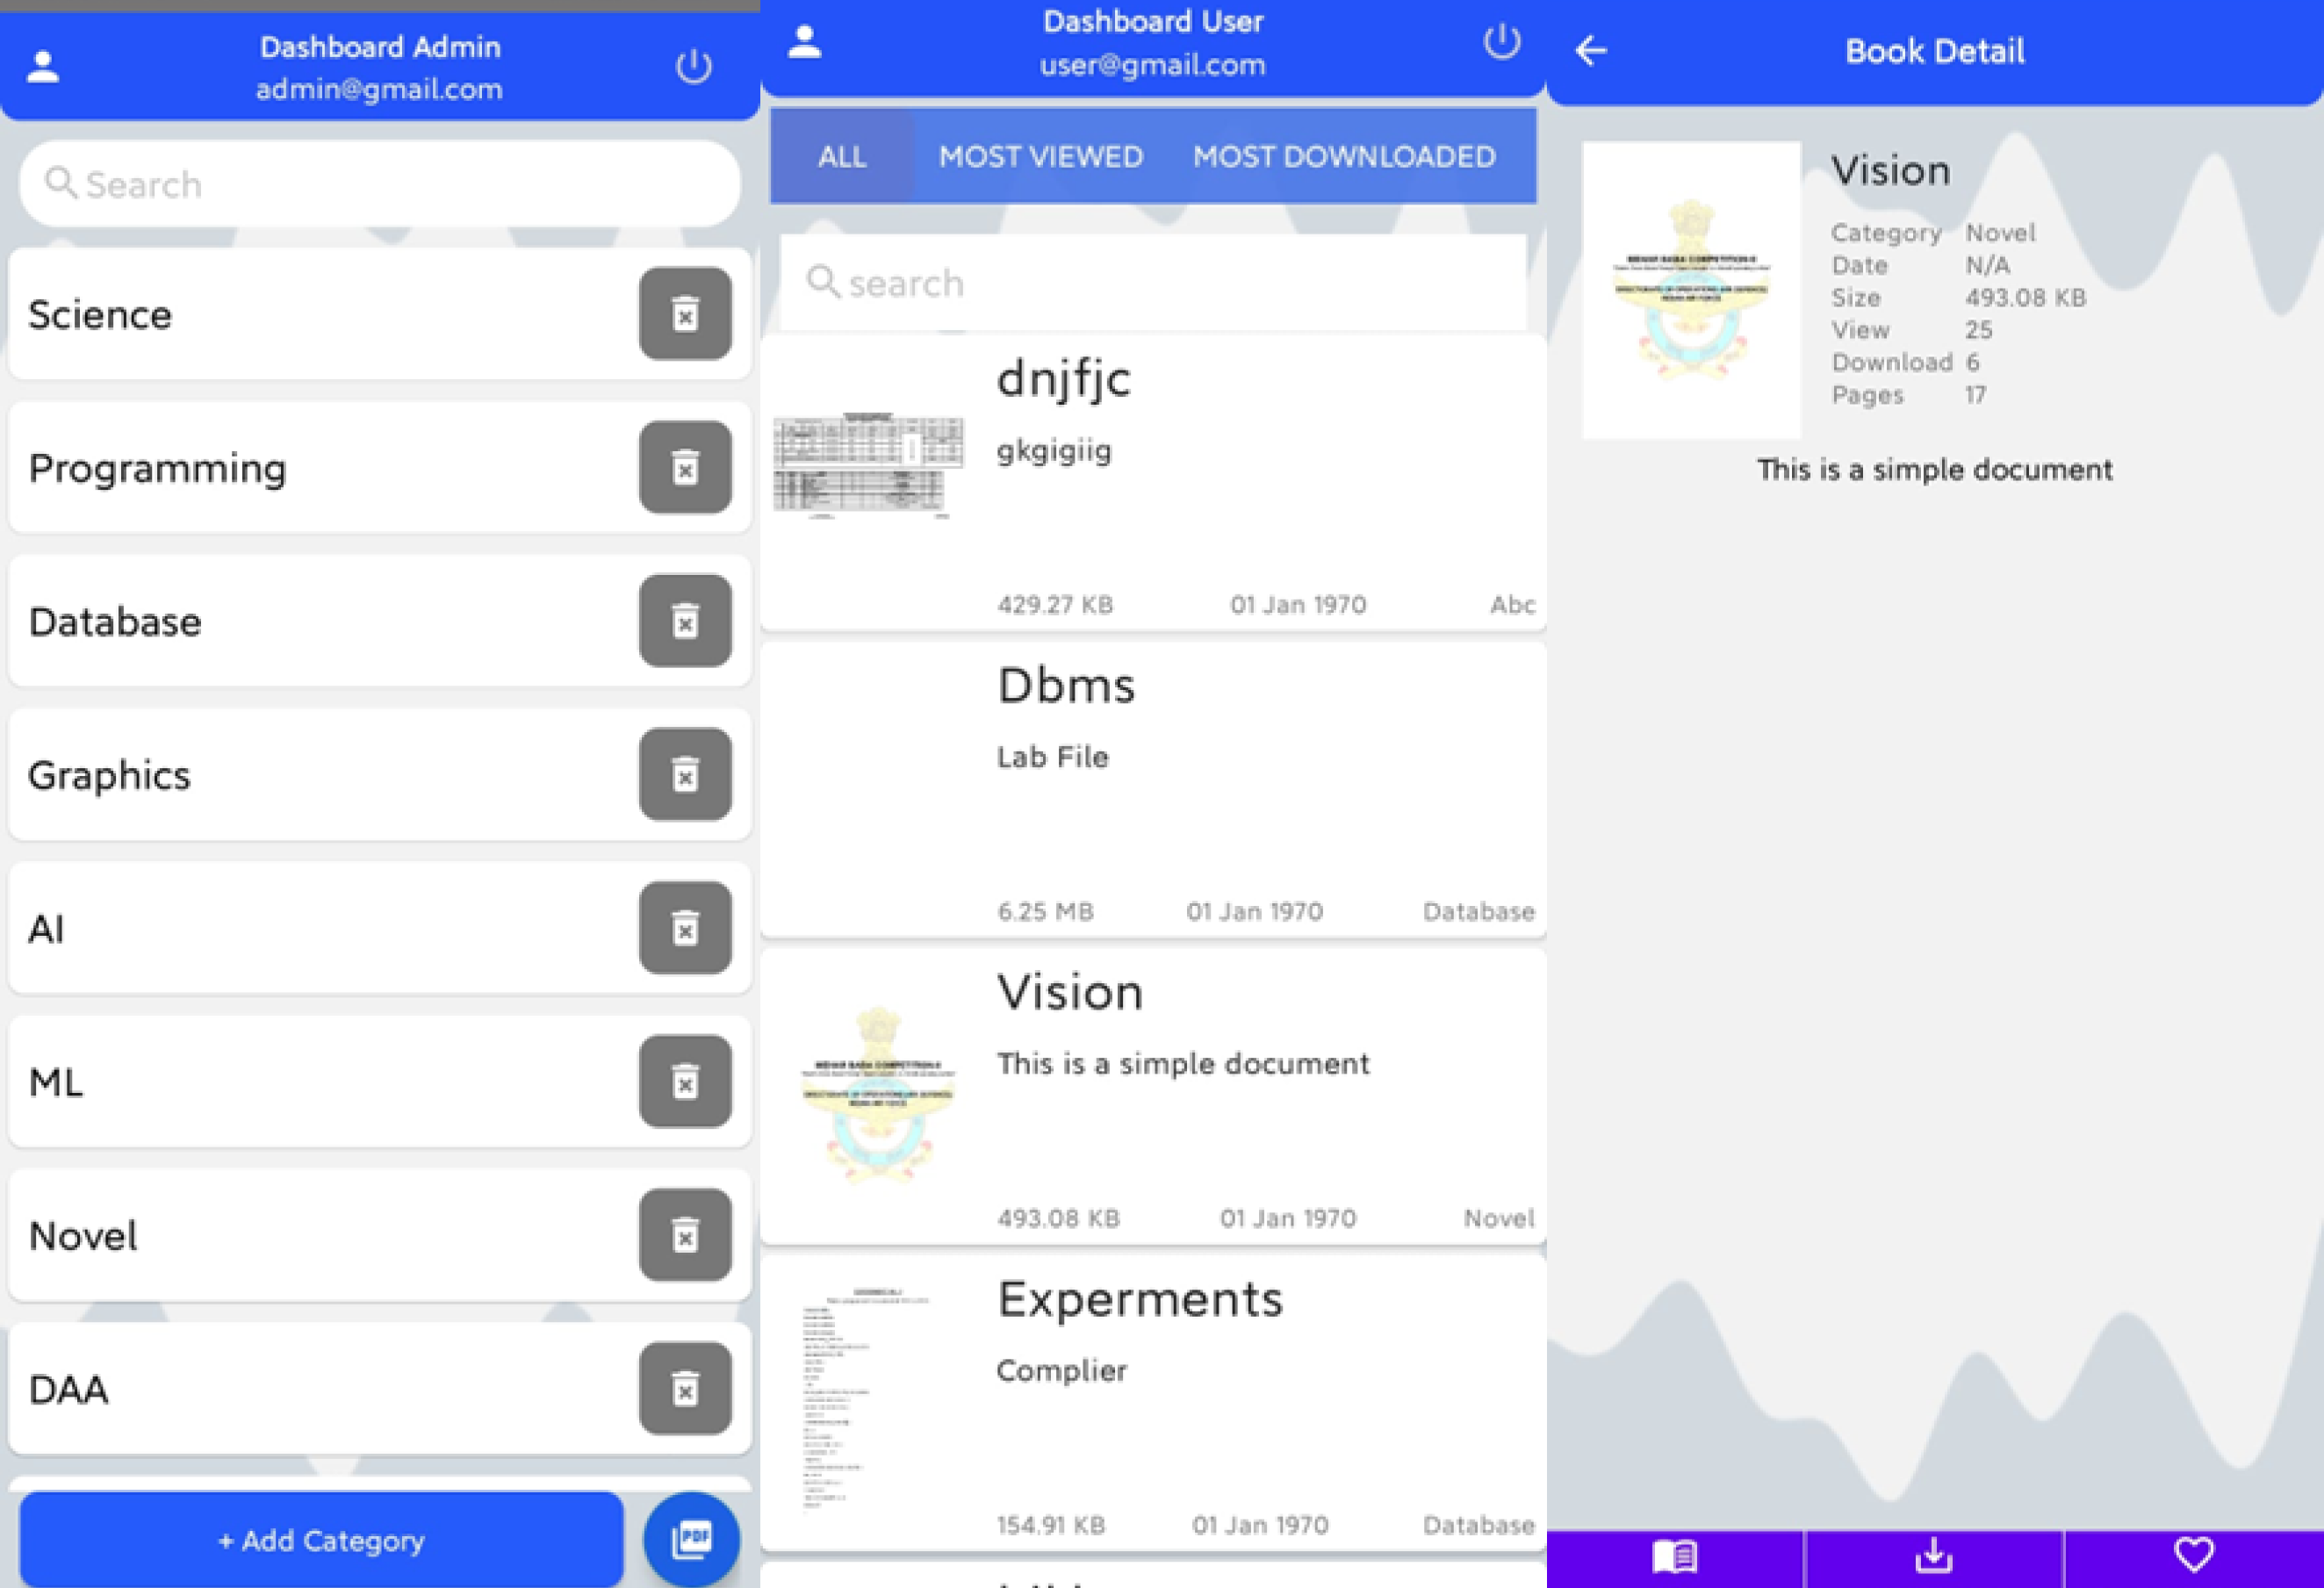 Dashboard Admin
admin@gmail.com
Search
Science
Programming
Database
Graphics
AI
ML
Novel
DAA
+ Add Category
PDF
Dashboard User
user@gmail.com
ALL MOST VIEWED MOST DOWNLOADED
search
dnjfjc
gkgigiig
429.27 KB 01 Jan 1970 Abc
Dbms
Lab File
6.25 MB 01 Jan 1970 Database
Vision
This is a simple document
493.08 KB 01 Jan 1970 Novel
Experments
Complier
154.91 KB 01 Jan 1970 Database
Book Detail
Vision
Category Novel
Date N/A
Size 493.08 KB
View 25
Download 6
Pages 17
This is a simple document